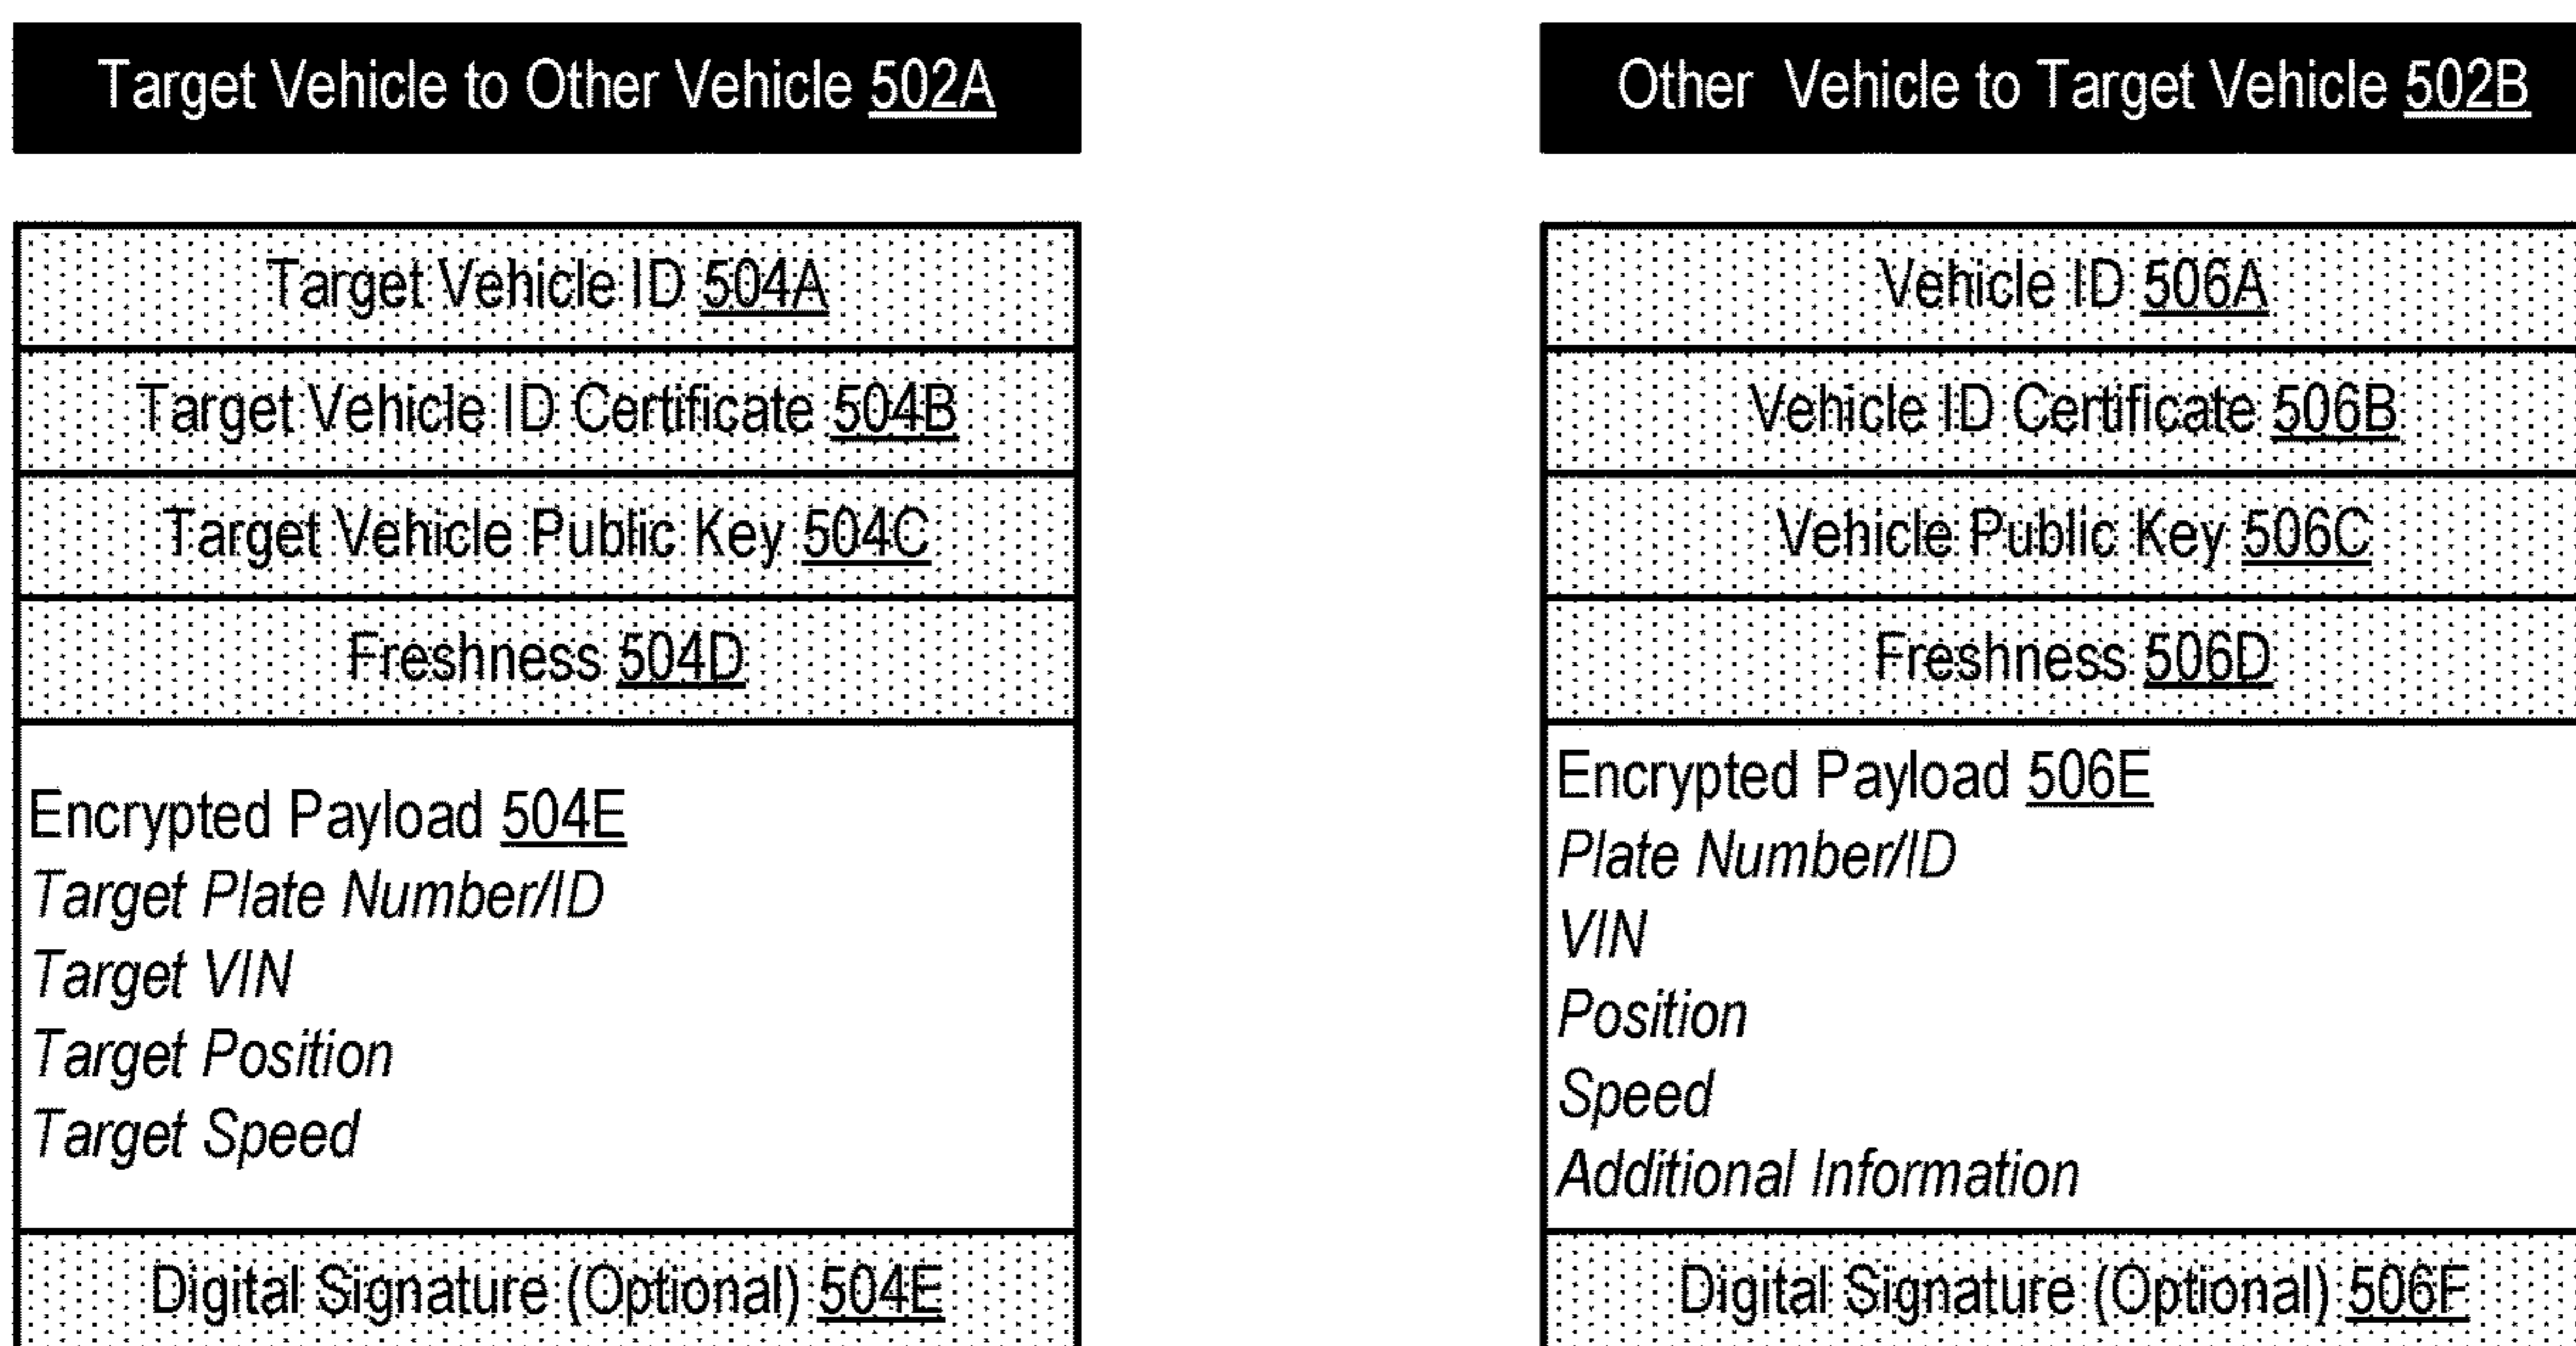 Target Vehicle to Other Vehicle 502A
Target Vehicle ID 504A
Target Vehicle ID Certificate 504B
Target Vehicle Public Key 504C
Freshness 504D
Encrypted Payload 504E
Target Plate Number/ID
Target VIN
Target Position
Target Speed
Digital Signature (Optional) 504E
Other Vehicle to Target Vehicle 502B
Vehicle ID 506A
Vehicle ID Certificate 506B
Vehicle Public Key 506C
Freshness 506D
Encrypted Payload 506E
Plate Number/ID
VIN
Position
Speed
Additional Information
Digital Signature (Optional) 506F